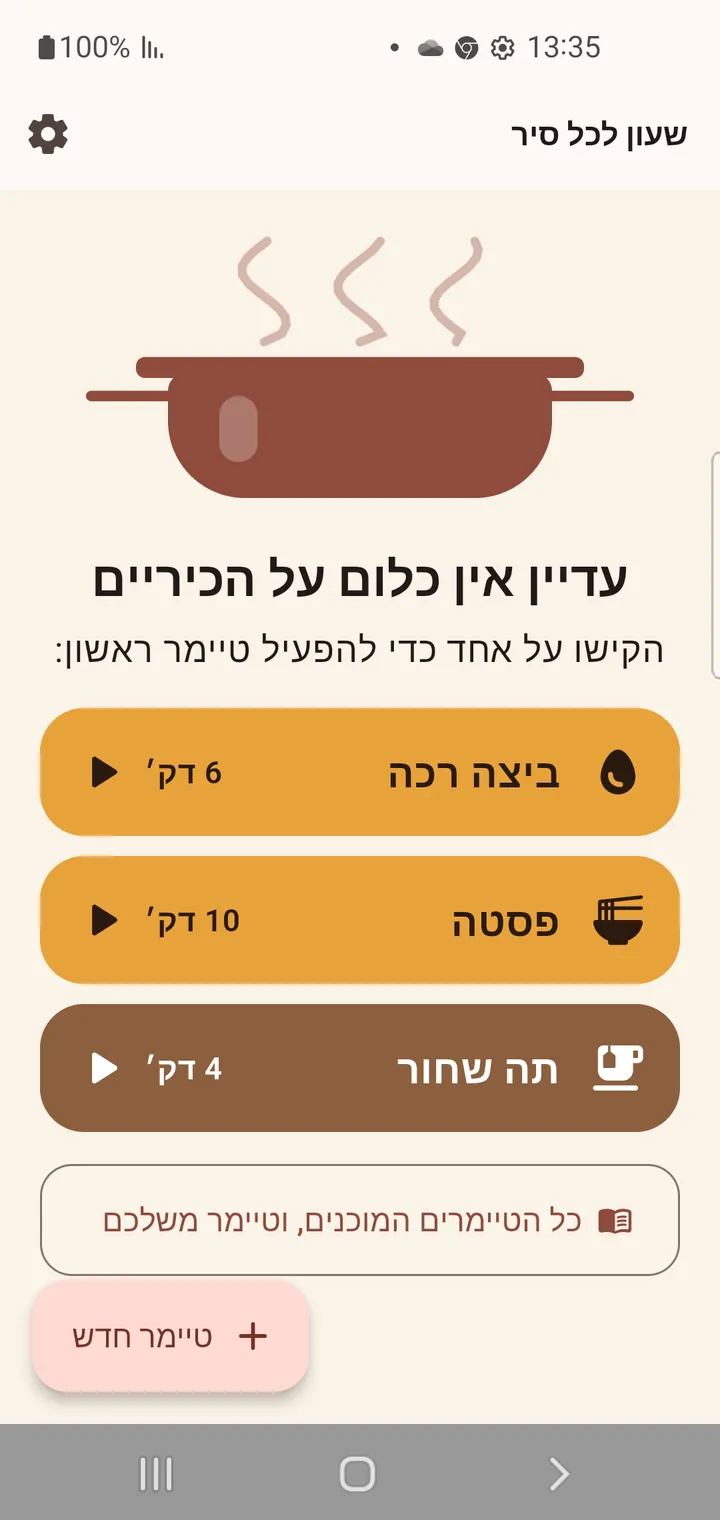 100% 13:35
שעון לכל סיר
עדיין אין כלום על הכיריים
הקישו על אחד כדי להפעיל טיימר ראשון:
ביצה רכה 6 דק׳
פסטה 10 דק׳
תה שחור 4 דק׳
כל הטיימרים המוכנים, וטיימר משלכם
טיימר חדש